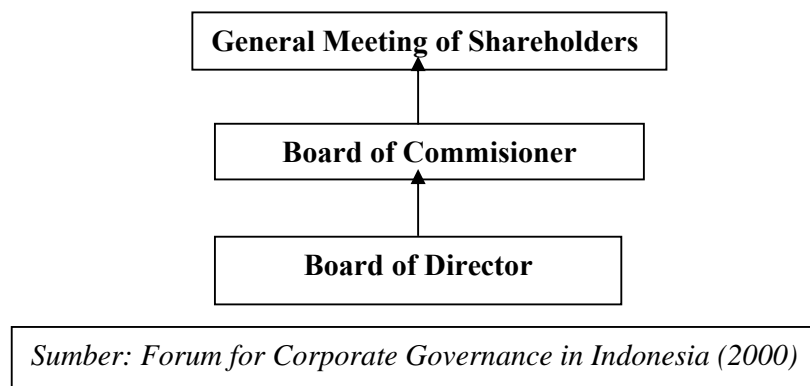 General Meeting of Shareholders
Board of Commisioner
Board of Director
Sumber: Forum for Corporate Governance in Indonesia (2000)